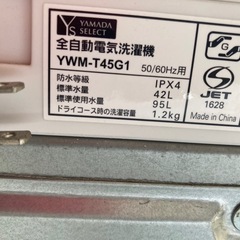 YS
YAMADA
SELECT
全自動電気洗濯機
YWM-T45G1 50/60Hz用
防水等級 IPX4
標準水量 42L
標準使用水量 95L
ドライコース時の洗濯容量 1.2kg
S
JET
1628
Made in China